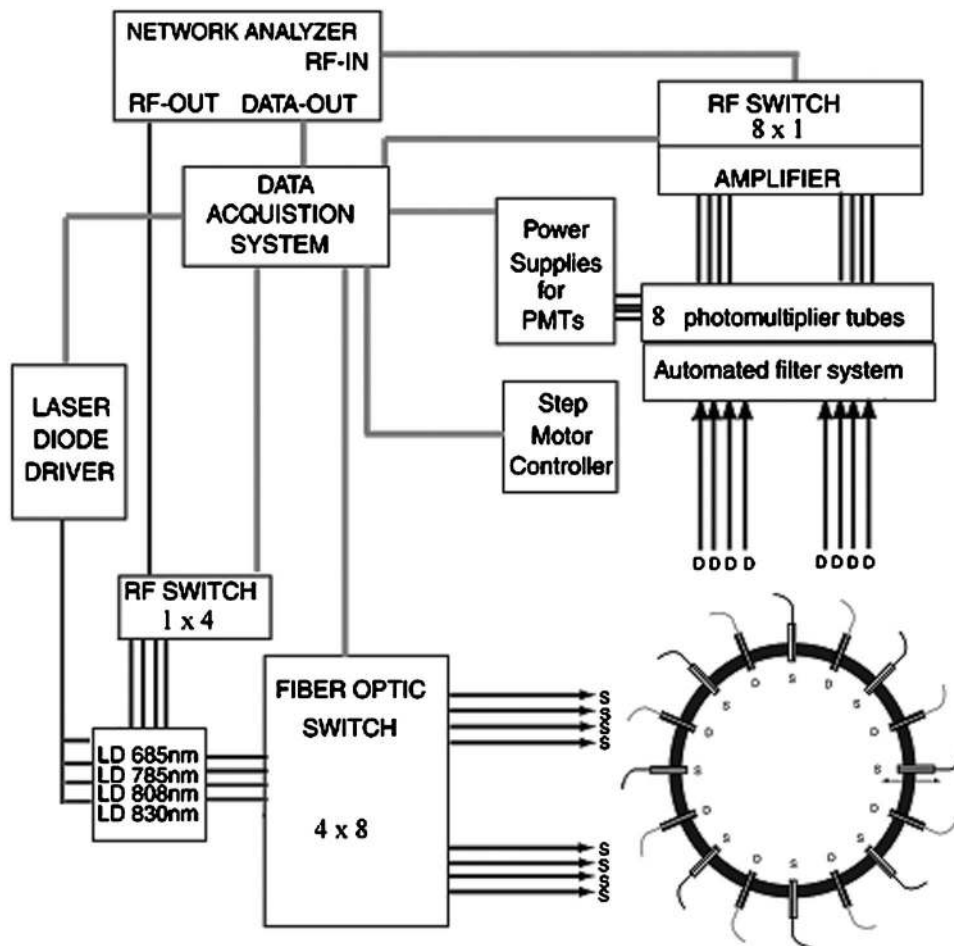 NETWORK ANALYZER
RF-IN
RF-OUT DATA-OUT
RF SWITCH
8 x 1
AMPLIFIER
DATA
ACQUISTION
SYSTEM
Power
Supplies
for
PMTs
8 photomultiplier tubes
Automated filter system
LASER
DIODE
DRIVER
Step
Motor
Controller
D D D D D D D D
RF SWITCH
1 x 4
FIBER OPTIC
SWITCH
4 x 8
LD 685nm
LD 785nm
LD 808nm
LD 830nm
S
S
S
S
S
S
S
S
S
D
S
D
S
D
S
D
S
D
S
D
S
D
S
D